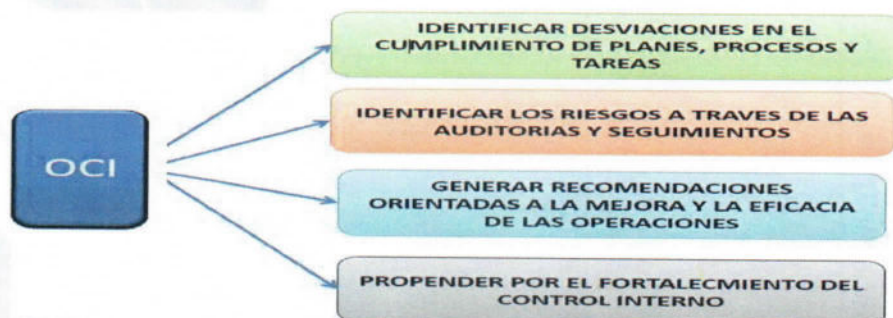 OCI
IDENTIFICAR DESVIACIONES EN EL
CUMPLIMIENTO DE PLANES, PROCESOS Y
TAREAS
IDENTIFICAR LOS RIESGOS A TRAVES DE LAS
AUDITORIAS Y SEGUIMIENTOS
GENERAR RECOMENDACIONES
ORIENTADAS A LA MEJORA Y LA EFICACIA
DE LAS OPERACIONES
PROPENDER POR EL FORTALECMIENTO DEL
CONTROL INTERNO